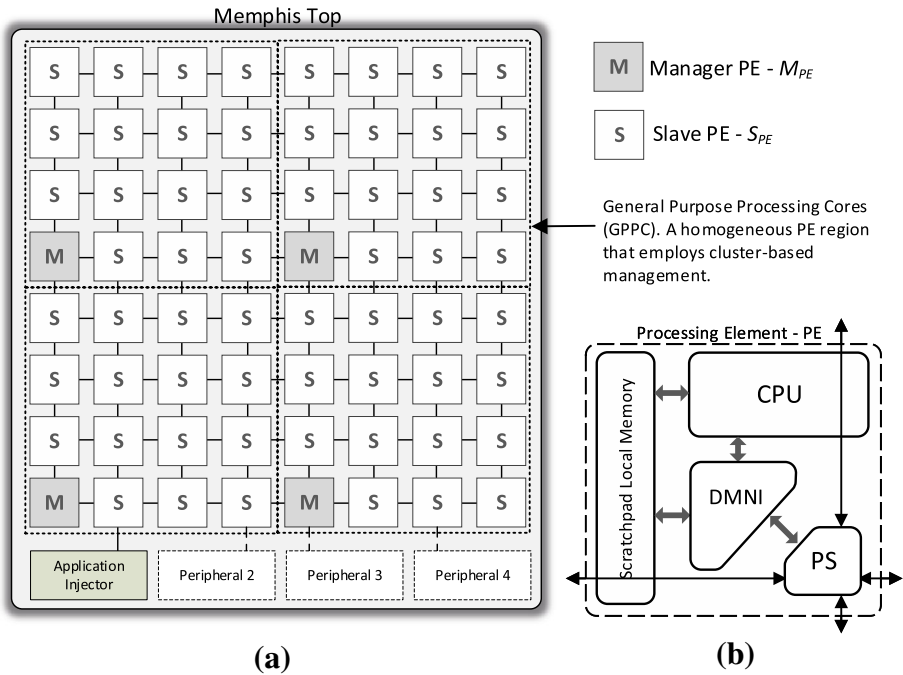 Memphis Top
S S S S S S S S
S S S S S S S S
S S S S S S S S
M S S S M S S S
S S S S S S S S
S S S S S S S S
S S S S S S S S
M S S S M S S S
Application
Injector
Peripheral 2
Peripheral 3
Peripheral 4
(a)
M Manager PE - MPE
S Slave PE - SPE
General Purpose Processing Cores
(GPPC). A homogeneous PE region
that employs cluster-based
management.
Processing Element - PE
Scratchpad Local Memory
CPU
DMNI
PS
(b)